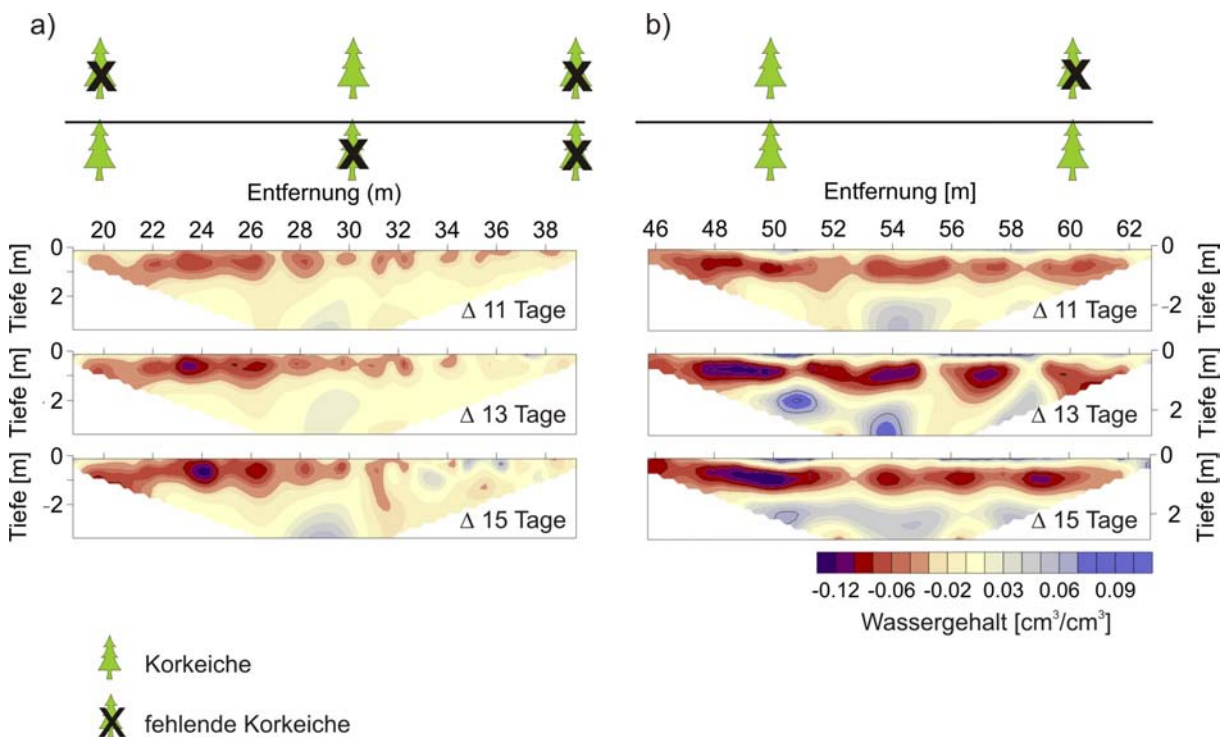 a)
b)
Entfernung (m)
20 22 24 26 28 30 32 34 36 38
Tiefe [m]
0
2
Δ 11 Tage
Tiefe [m]
0
2
Δ 13 Tage
Tiefe [m]
0
-2
Δ 15 Tage
Entfernung [m]
46 48 50 52 54 56 58 60 62
Tiefe [m]
0
-2
Tiefe [m]
Δ 11 Tage
Tiefe [m]
0
2
Tiefe [m]
Δ 13 Tage
Tiefe [m]
0
2
Tiefe [m]
Δ 15 Tage
-0.12 -0.06 -0.02 0.03 0.06 0.09
Wassergehalt [cm³/cm³]
Korkeiche
X fehlende Korkeiche